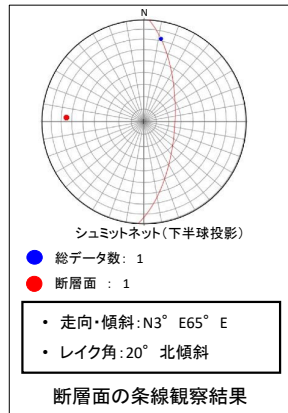 N
シュミットネット(下半球投影)
総データ数: 1
断層面 : 1
• 走向・傾斜:N3°E65°E
• レイク角:20°北傾斜
断層面の条線観察結果